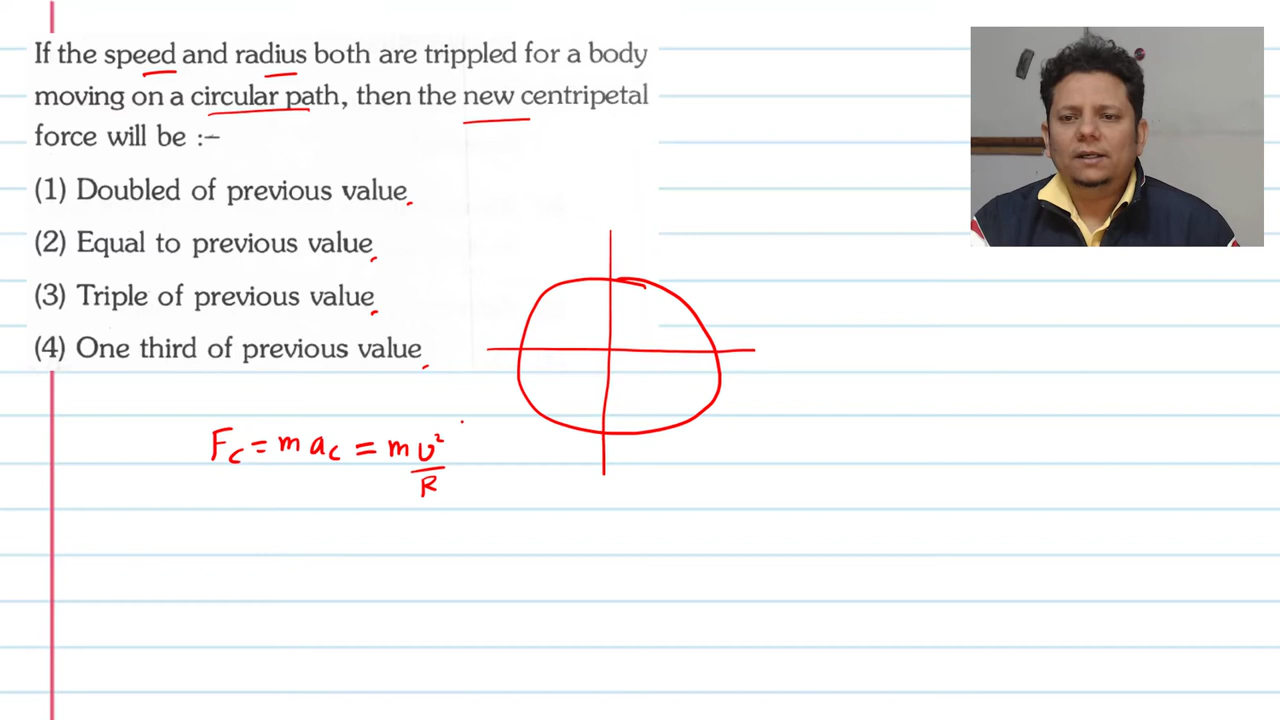 If the speed and radius both are trippled for a body
moving on a circular path, then the new centripetal
force will be :–
(1) Doubled of previous value
(2) Equal to previous value
(3) Triple of previous value
(4) One third of previous value
F_C = m a_C = m v²/R